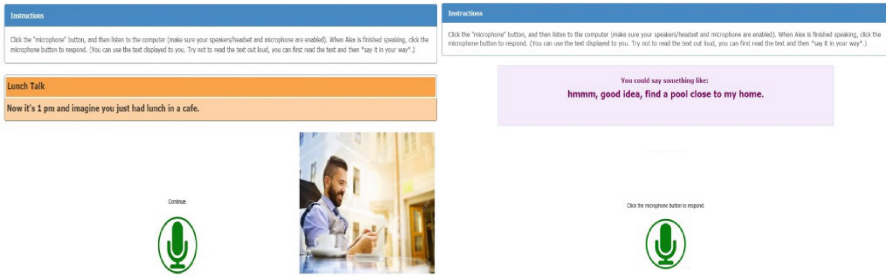 Instructions
Click the "microphone" button, and then listen to the computer (make sure your speakers/headset and microphone are enabled). When Alex is finished speaking, click the
microphone button to respond. (You can use the text displayed to you. Try not to read the text out loud, you can first read the text and then "say it in your way".)
Lunch Talk
Now it's 1 pm and imagine you just had lunch in a cafe.
Continue
Instructions
Click the "microphone" button, and then listen to the computer (make sure your speakers/headset and microphone are enabled). When Alex is finished speaking, click the
microphone button to respond. (You can use the text displayed to you. Try not to read the text out loud, you can first read the text and then "say it in your way".)
You could say something like:
hmmm, good idea, find a pool close to my home.
Click the microphone button to respond.